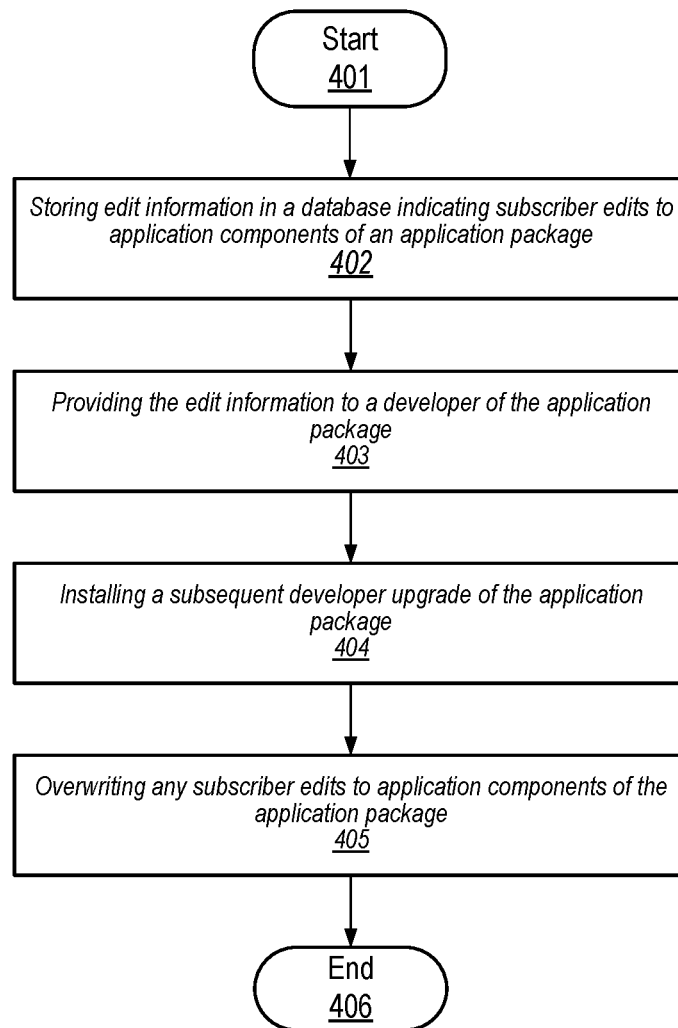 Start
401
Storing edit information in a database indicating subscriber edits to
application components of an application package
402
Providing the edit information to a developer of the application
package
403
Installing a subsequent developer upgrade of the application
package
404
Overwriting any subscriber edits to application components of the
application package
405
End
406